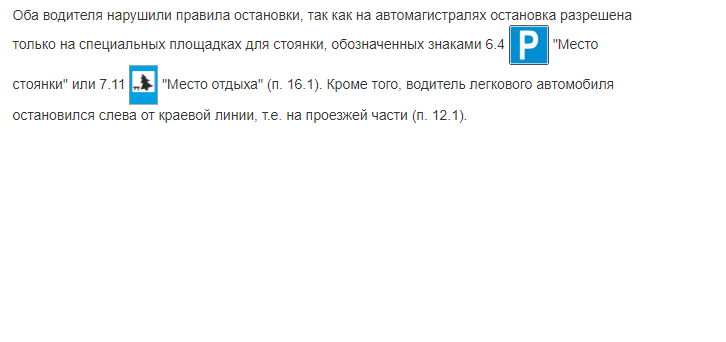 Оба водителя нарушили правила остановки, так как на автомагистралях остановка разрешена
только на специальных площадках для стоянки, обозначенных знаками 6.4 P "Место
стоянки" или 7.11 "Место отдыха" (п. 16.1). Кроме того, водитель легкового автомобиля
остановился слева от краевой линии, т.е. на проезжей части (п. 12.1).